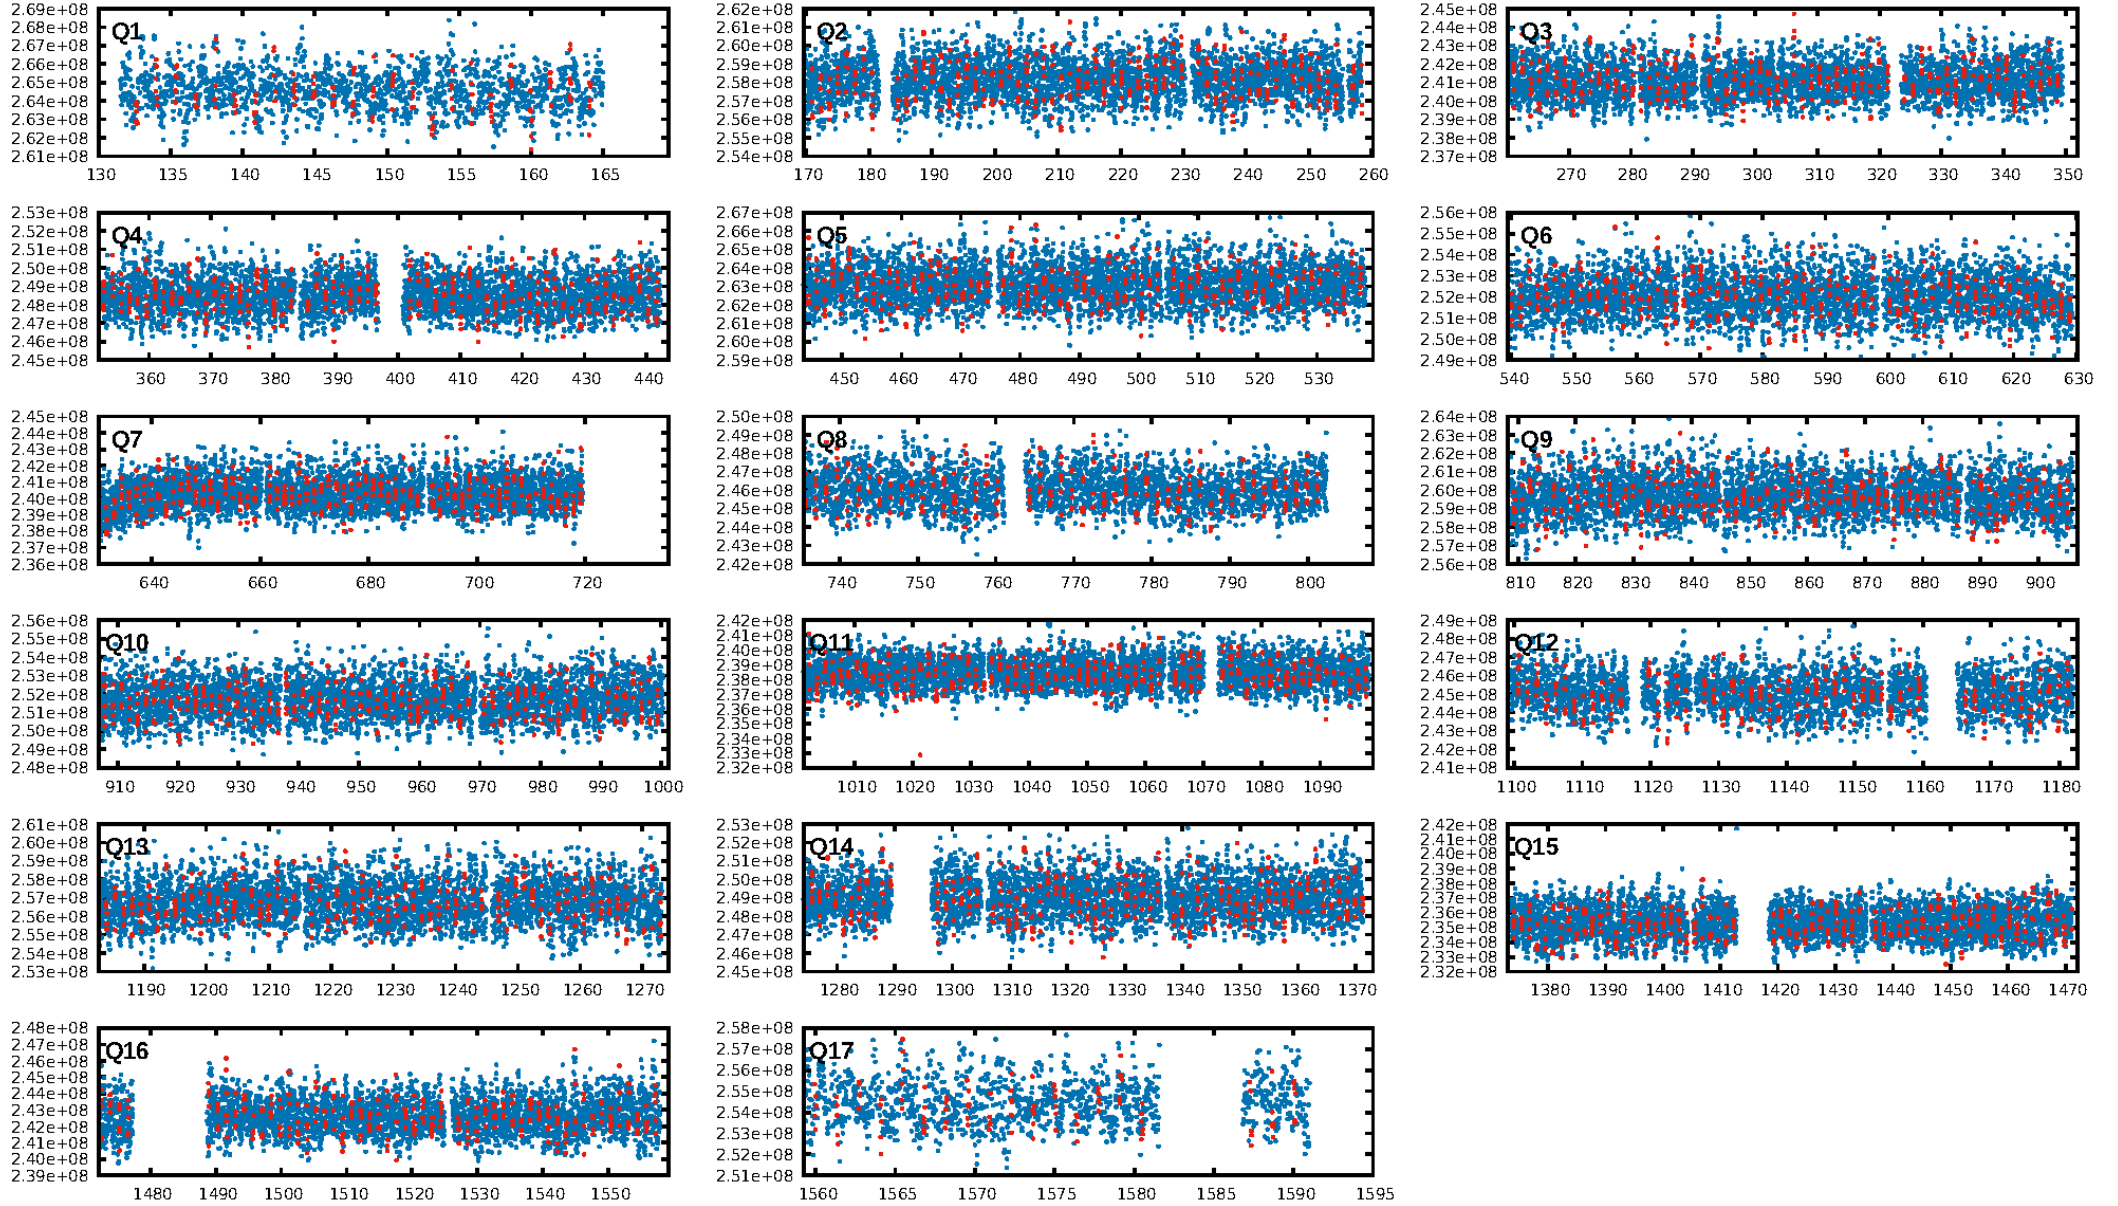 2.69e+08
2.68e+08
2.67e+08
2.66e+08
2.65e+08
2.64e+08
2.63e+08
2.62e+08
2.61e+08
Q1
130 135 140 145 150 155 160 165
2.62e+08
2.61e+08
2.60e+08
2.59e+08
2.58e+08
2.57e+08
2.56e+08
2.55e+08
2.54e+08
Q2
170 180 190 200 210 220 230 240 250 260
2.45e+08
2.44e+08
2.43e+08
2.42e+08
2.41e+08
2.40e+08
2.39e+08
2.38e+08
2.37e+08
Q3
270 280 290 300 310 320 330 340 350
2.53e+08
2.52e+08
2.51e+08
2.50e+08
2.49e+08
2.48e+08
2.47e+08
2.46e+08
2.45e+08
Q4
360 370 380 390 400 410 420 430 440
2.67e+08
2.66e+08
2.65e+08
2.64e+08
2.63e+08
2.62e+08
2.61e+08
2.60e+08
2.59e+08
Q5
450 460 470 480 490 500 510 520 530
2.56e+08
2.55e+08
2.54e+08
2.53e+08
2.52e+08
2.51e+08
2.50e+08
2.49e+08
Q6
540 550 560 570 580 590 600 610 620 630
2.45e+08
2.44e+08
2.43e+08
2.42e+08
2.41e+08
2.40e+08
2.39e+08
2.38e+08
2.37e+08
2.36e+08
Q7
640 660 680 700 720
2.50e+08
2.49e+08
2.48e+08
2.47e+08
2.46e+08
2.45e+08
2.44e+08
2.43e+08
2.42e+08
Q8
740 750 760 770 780 790 800
2.64e+08
2.63e+08
2.62e+08
2.61e+08
2.60e+08
2.59e+08
2.58e+08
2.57e+08
2.56e+08
Q9
810 820 830 840 850 860 870 880 890 900
2.56e+08
2.55e+08
2.54e+08
2.53e+08
2.52e+08
2.51e+08
2.50e+08
2.49e+08
2.48e+08
Q10
910 920 930 940 950 960 970 980 990 1000
2.42e+08
2.41e+08
2.40e+08
2.39e+08
2.38e+08
2.37e+08
2.36e+08
2.35e+08
2.34e+08
2.33e+08
2.32e+08
Q11
1010 1020 1030 1040 1050 1060 1070 1080 1090
2.49e+08
2.48e+08
2.47e+08
2.46e+08
2.45e+08
2.44e+08
2.43e+08
2.42e+08
2.41e+08
Q12
1100 1110 1120 1130 1140 1150 1160 1170 1180
2.61e+08
2.60e+08
2.59e+08
2.58e+08
2.57e+08
2.56e+08
2.55e+08
2.54e+08
2.53e+08
Q13
1190 1200 1210 1220 1230 1240 1250 1260 1270
2.53e+08
2.52e+08
2.51e+08
2.50e+08
2.49e+08
2.48e+08
2.47e+08
2.46e+08
2.45e+08
Q14
1280 1290 1300 1310 1320 1330 1340 1350 1360 1370
2.42e+08
2.41e+08
2.40e+08
2.39e+08
2.38e+08
2.37e+08
2.36e+08
2.35e+08
2.34e+08
2.33e+08
2.32e+08
Q15
1380 1390 1400 1410 1420 1430 1440 1450 1460 1470
2.48e+08
2.47e+08
2.46e+08
2.45e+08
2.44e+08
2.43e+08
2.42e+08
2.41e+08
2.40e+08
2.39e+08
Q16
1480 1490 1500 1510 1520 1530 1540 1550
2.58e+08
2.57e+08
2.56e+08
2.55e+08
2.54e+08
2.53e+08
2.52e+08
2.51e+08
Q17
1560 1565 1570 1575 1580 1585 1590 1595